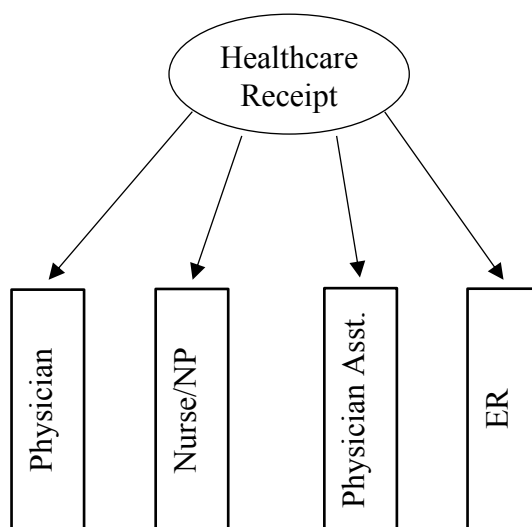 Healthcare
Receipt
Physician
Nurse/NP
Physician Asst.
ER